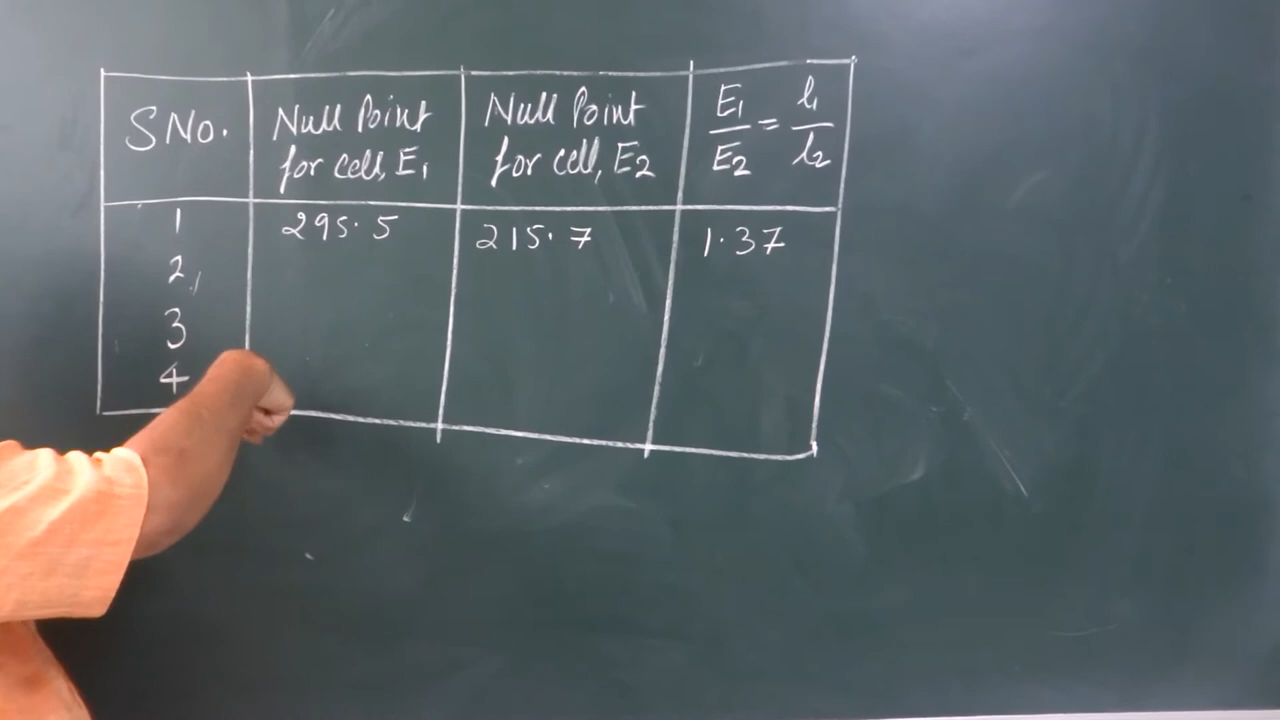 S No.
Null Point
for cell, E1
Null Point
for cell, E2
E1/E2 = l1/l2
1 295.5 215.7 1.37
2
3
4